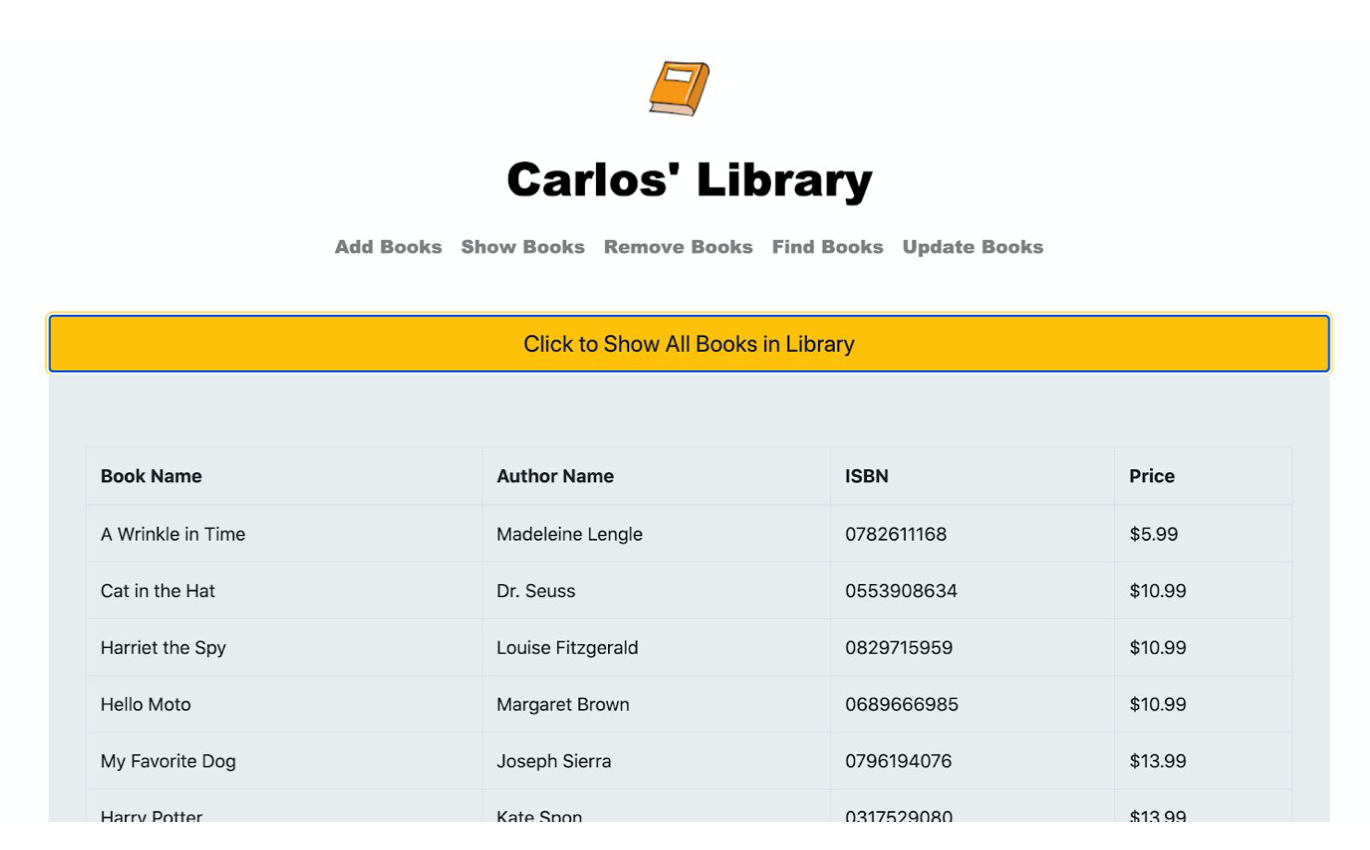 Carlos' Library
Add Books Show Books Remove Books Find Books Update Books
Click to Show All Books in Library
Book Name Author Name ISBN Price
A Wrinkle in Time Madeleine Lengle 0782611168 $5.99
Cat in the Hat Dr. Seuss 0553908634 $10.99
Harriet the Spy Louise Fitzgerald 0829715959 $10.99
Hello Moto Margaret Brown 0689666985 $10.99
My Favorite Dog Joseph Sierra 0796194076 $13.99
Harry Potter Kate Spon 0317529080 $13.99